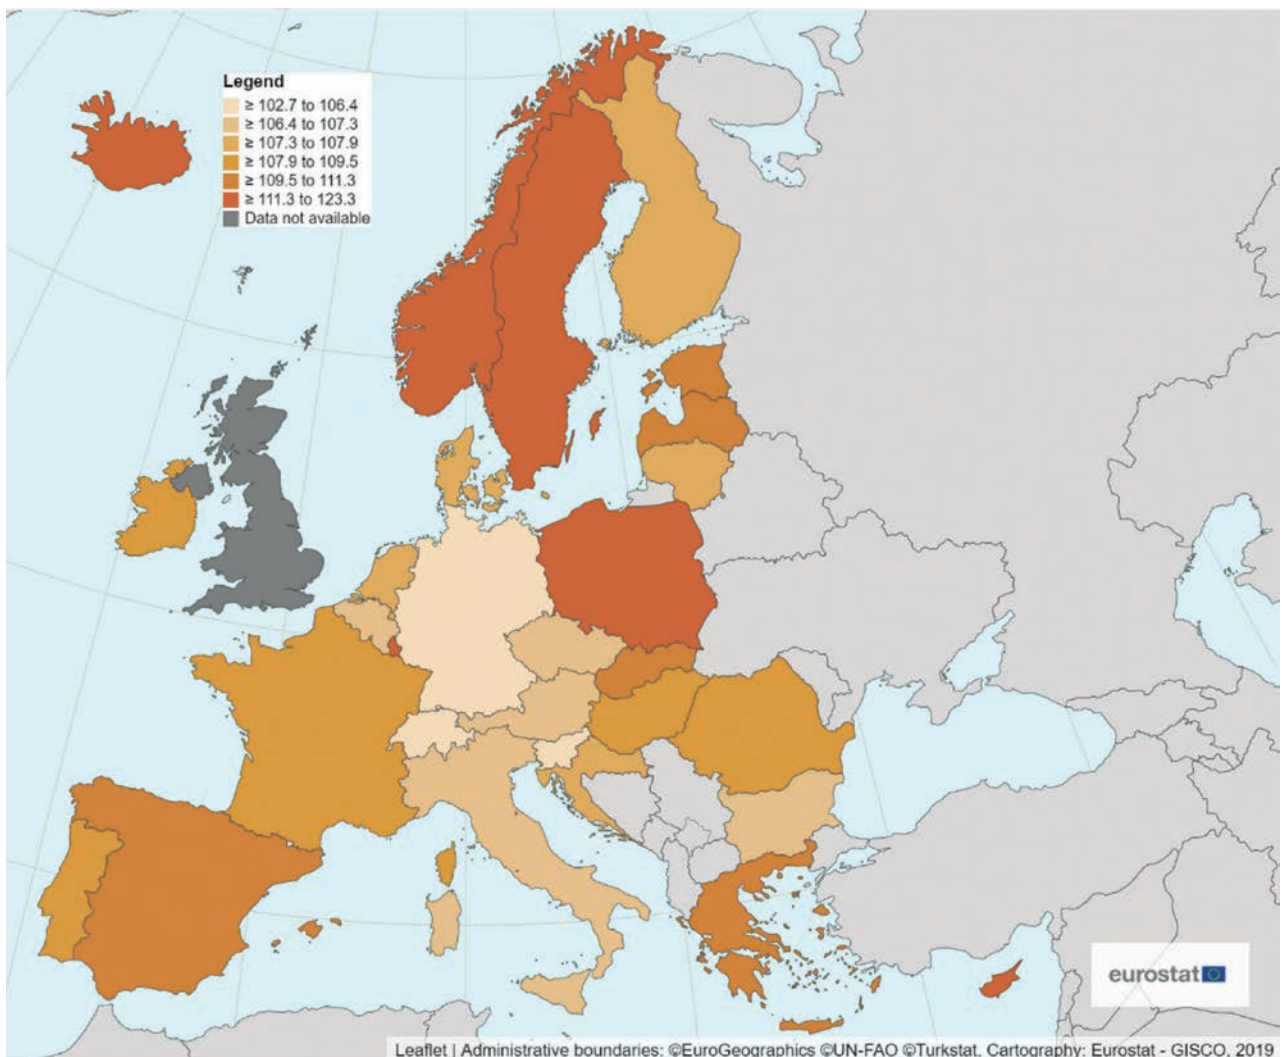 Legend
≥ 102.7 to 106.4
≥ 106.4 to 107.3
≥ 107.3 to 107.9
≥ 107.9 to 109.5
≥ 109.5 to 111.3
≥ 111.3 to 123.3
Data not available
eurostat
Leaflet | Administrative boundaries: ©EuroGeographics ©UN-FAO ©Turkstat, Cartography: Eurostat - GISCO, 2019